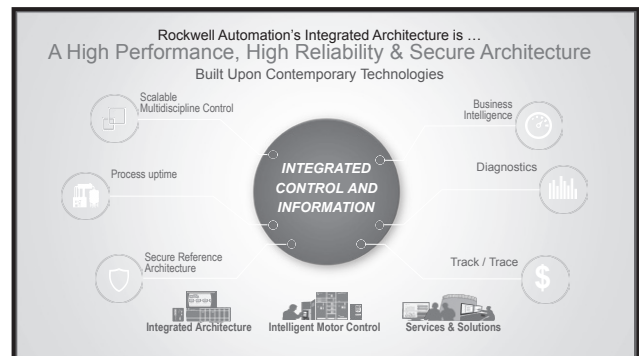 Rockwell Automation’s Integrated Architecture is …
A High Performance, High Reliability & Secure Architecture
Built Upon Contemporary Technologies
Scalable
Multidiscipline Control
Business
Intelligence
INTEGRATED
CONTROL AND
INFORMATION
Process uptime
Diagnostics
Secure Reference
Architecture
Track / Trace
$
Integrated Architecture
Intelligent Motor Control
Services & Solutions